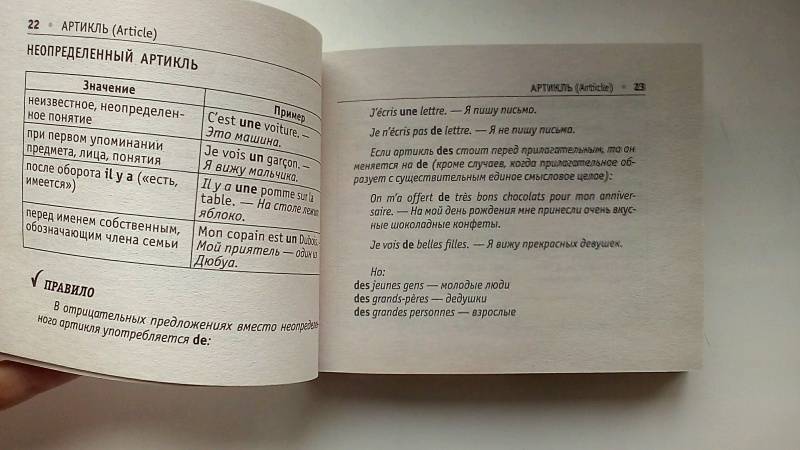 22 • АРТИКЛЬ (Article)
НЕОПРЕДЕЛЕННЫЙ АРТИКЛЬ
Значение
Пример
неизвестное, неопределен-
ное понятие
C'est une voiture. —
Это машина.
при первом упоминании
предмета, лица, понятия
Je vois un garçon. —
Я вижу мальчика.
после оборота il y a («есть,
имеется»)
Il y a une pomme sur la
table. — На столе лежит
яблоко.
перед именем собственным,
обозначающим члена семьи
Mon copain est un Dubois.
Мой приятель — один из
Дюбуа.
ПРАВИЛО
В отрицательных предложениях вместо неопределен-
ного артикля употребляется de:
АРТИКЛЬ (Article) • 23
J'écris une lettre. — Я пишу письмо.
Je n'écris pas de lettre. — Я не пишу письмо.
Если артикль des стоит перед прилагательным, то он
меняется на de (кроме случаев, когда прилагательное об-
разует с существительным единое смысловое целое):
On m'a offert de très bons chocolats pour mon anniver-
saire. — На мой день рождения мне принесли очень вкус-
ные шоколадные конфеты.
Je vois de belles filles. — Я вижу прекрасных девушек.
Но:
des jeunes gens — молодые люди
des grands-pères — дедушки
des grandes personnes — взрослые